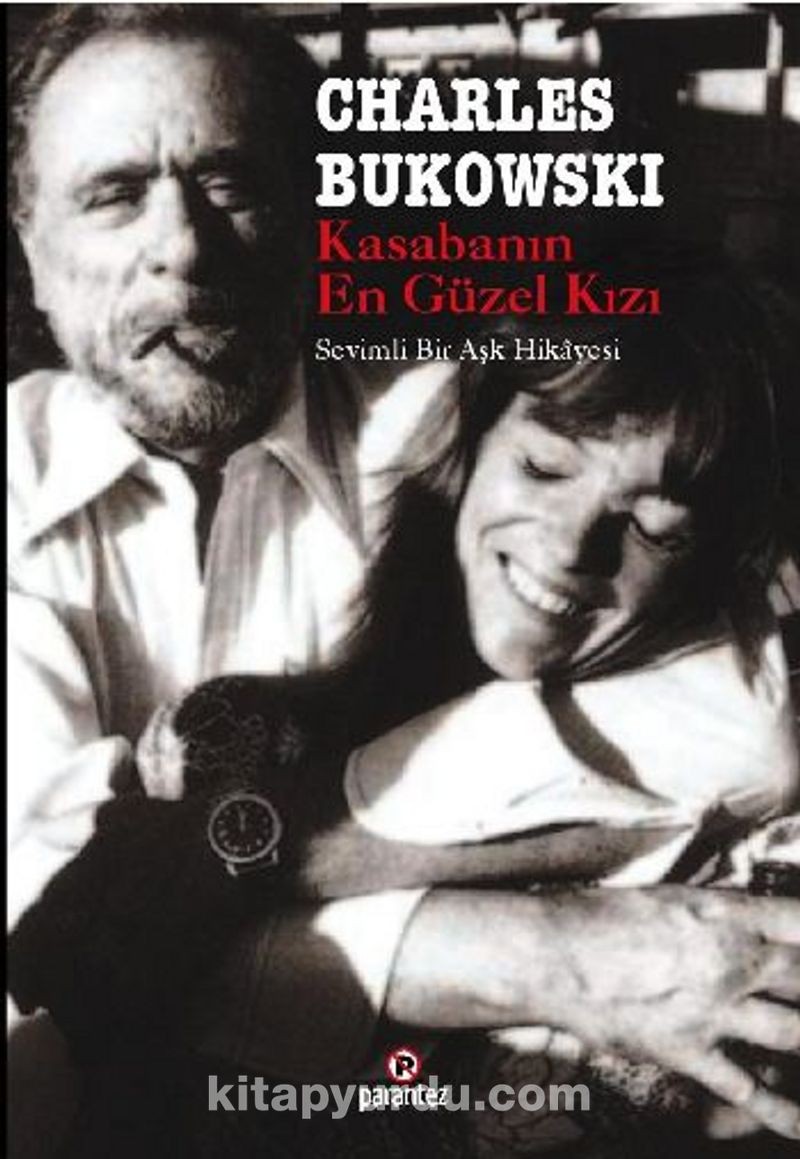 CHARLES
BUKOWSKI
Kasabanın
En Güzel Kızı
Sevimli Bir Aşk Hikâyesi
P
parantez
kitapyurdu.com